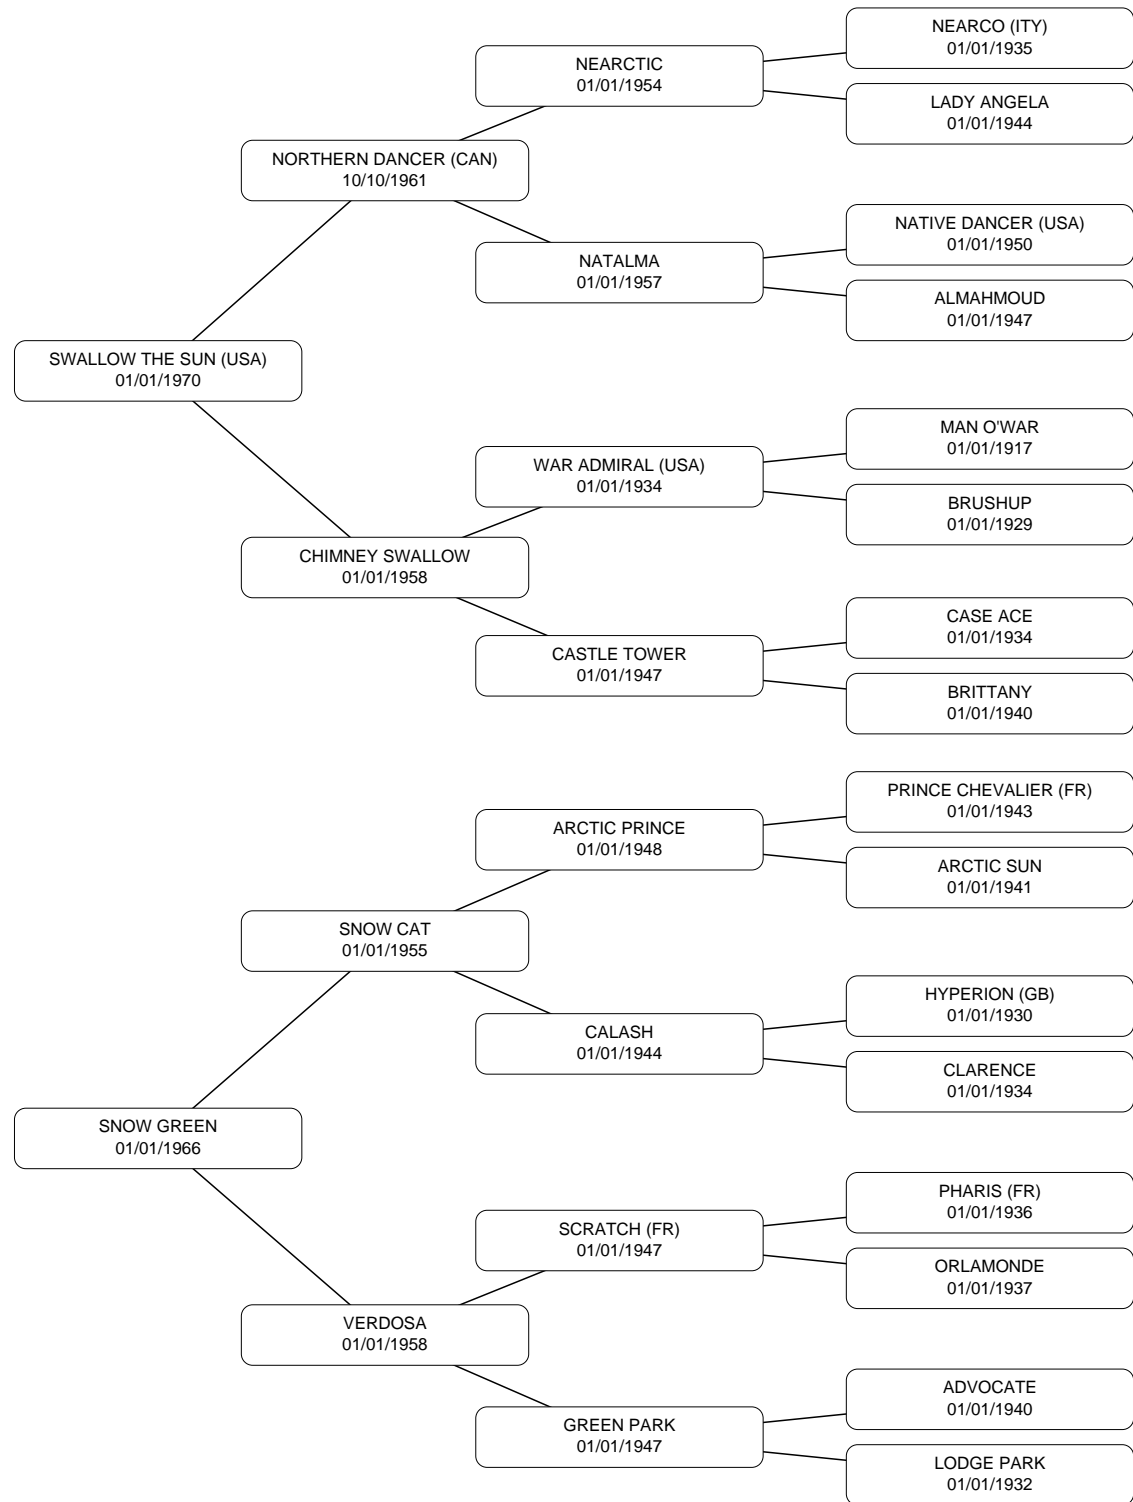 NEARCO (ITY)
01/01/1935
NEARCTIC
01/01/1954
LADY ANGELA
01/01/1944
NORTHERN DANCER (CAN)
10/10/1961
NATIVE DANCER (USA)
01/01/1950
NATALMA
01/01/1957
ALMAHMOUD
01/01/1947
SWALLOW THE SUN (USA)
01/01/1970
MAN O'WAR
01/01/1917
WAR ADMIRAL (USA)
01/01/1934
BRUSHUP
01/01/1929
CHIMNEY SWALLOW
01/01/1958
CASE ACE
01/01/1934
CASTLE TOWER
01/01/1947
BRITTANY
01/01/1940
PRINCE CHEVALIER (FR)
01/01/1943
ARCTIC PRINCE
01/01/1948
ARCTIC SUN
01/01/1941
SNOW CAT
01/01/1955
HYPERION (GB)
01/01/1930
CALASH
01/01/1944
CLARENCE
01/01/1934
SNOW GREEN
01/01/1966
PHARIS (FR)
01/01/1936
SCRATCH (FR)
01/01/1947
ORLAMONDE
01/01/1937
VERDOSA
01/01/1958
ADVOCATE
01/01/1940
GREEN PARK
01/01/1947
LODGE PARK
01/01/1932